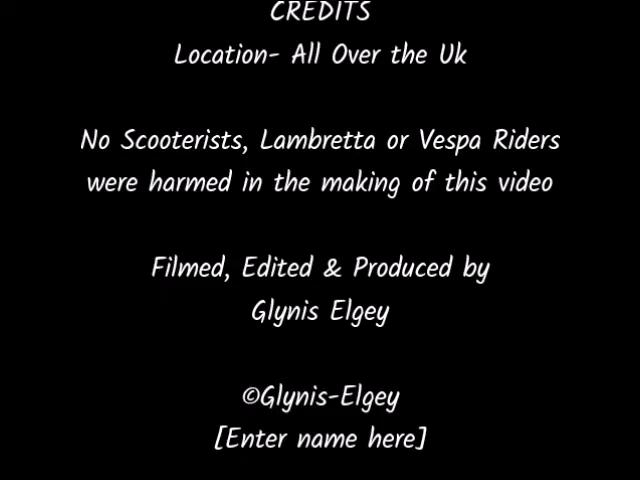 CREDITS
Location- All Over the Uk
No Scooterists, Lambretta or Vespa Riders
were harmed in the making of this video
Filmed, Edited & Produced by
Glynis Elgey
©Glynis-Elgey
[Enter name here]